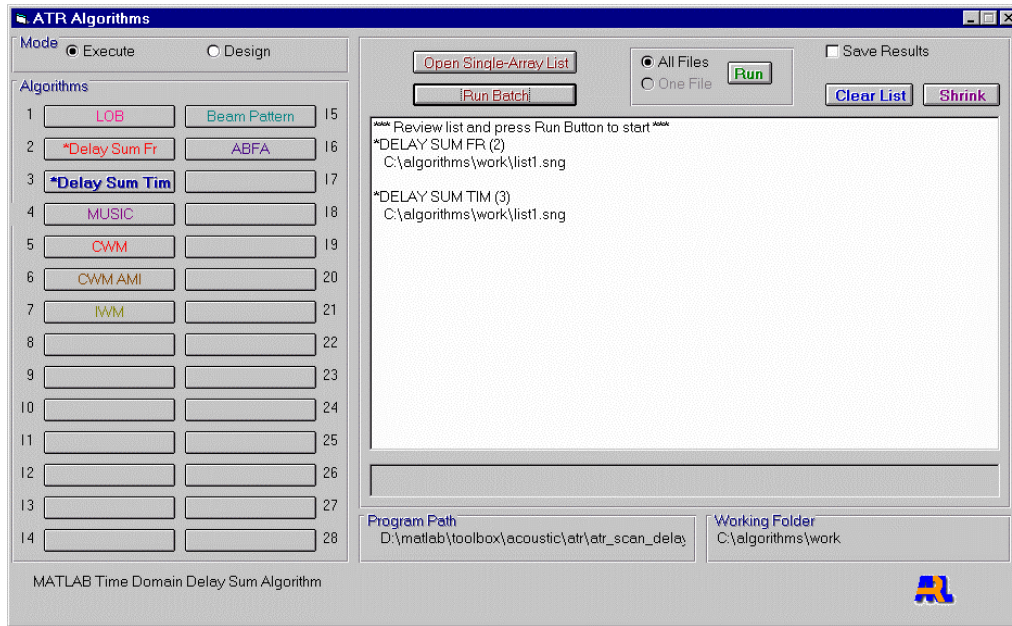 ATR Algorithms
Mode
Execute
Design
Algorithms
1 LOB
Beam Pattern 15
2 *Delay Sum Fr
ABFA 16
3 *Delay Sum Tim
17
4 MUSIC
18
5 CWM
19
6 CWM AMI
20
7 IWM
21
8
22
9
23
10
24
11
25
12
26
13
27
14
28
MATLAB Time Domain Delay Sum Algorithm
Open Single-Array List
Run Batch
All Files
One File
Run
Save Results
Clear List
Shrink
*** Review list and press Run Button to start ***
*DELAY SUM FR (2)
C:\algorithms\work\list1.sng
*DELAY SUM TIM (3)
C:\algorithms\work\list1.sng
Program Path
D:\matlab\toolbox\acoustic\atr\atr_scan_delay
Working Folder
C:\algorithms\work
ARL